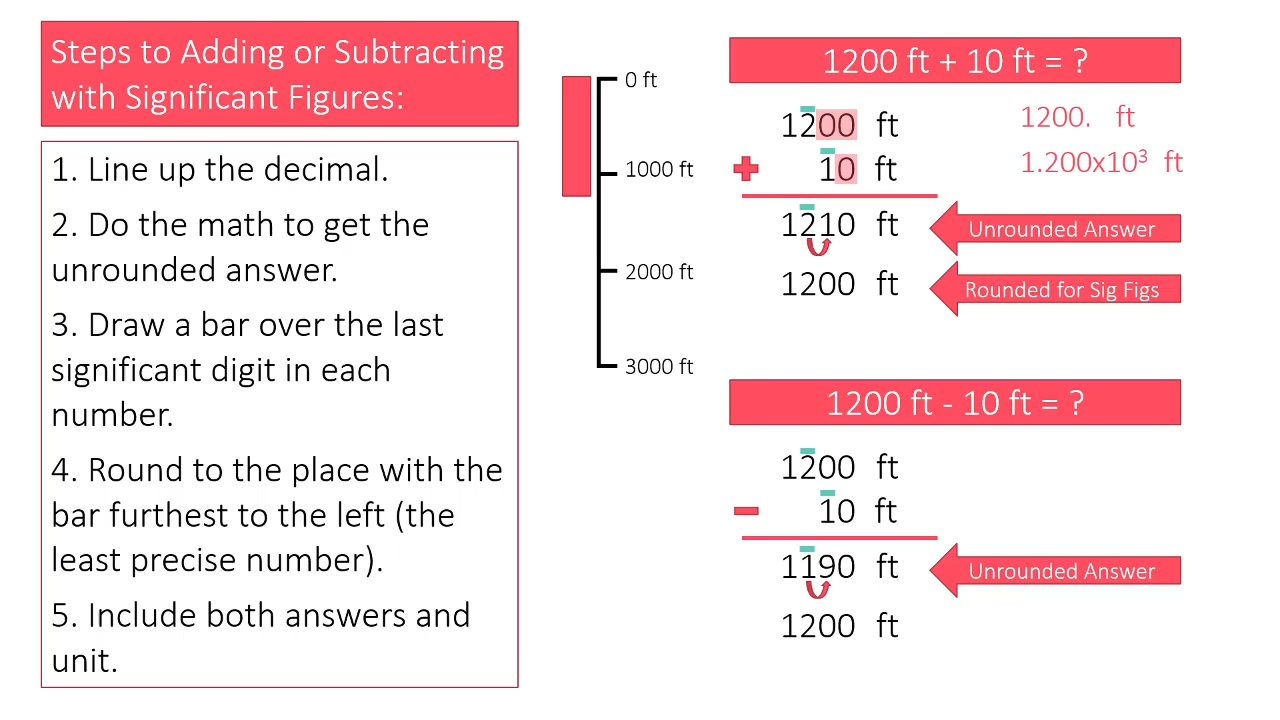 Steps to Adding or Subtracting
with Significant Figures:
1. Line up the decimal.
2. Do the math to get the
unrounded answer.
3. Draw a bar over the last
significant digit in each
number.
4. Round to the place with the
bar furthest to the left (the
least precise number).
5. Include both answers and
unit.
0 ft
1000 ft
2000 ft
3000 ft
1200 ft + 10 ft = ?
1200 ft
+ 10 ft
1210 ft
1200 ft
1200. ft
1.200x10³ ft
Unrounded Answer
Rounded for Sig Figs
1200 ft - 10 ft = ?
1200 ft
- 10 ft
1190 ft
1200 ft
Unrounded Answer